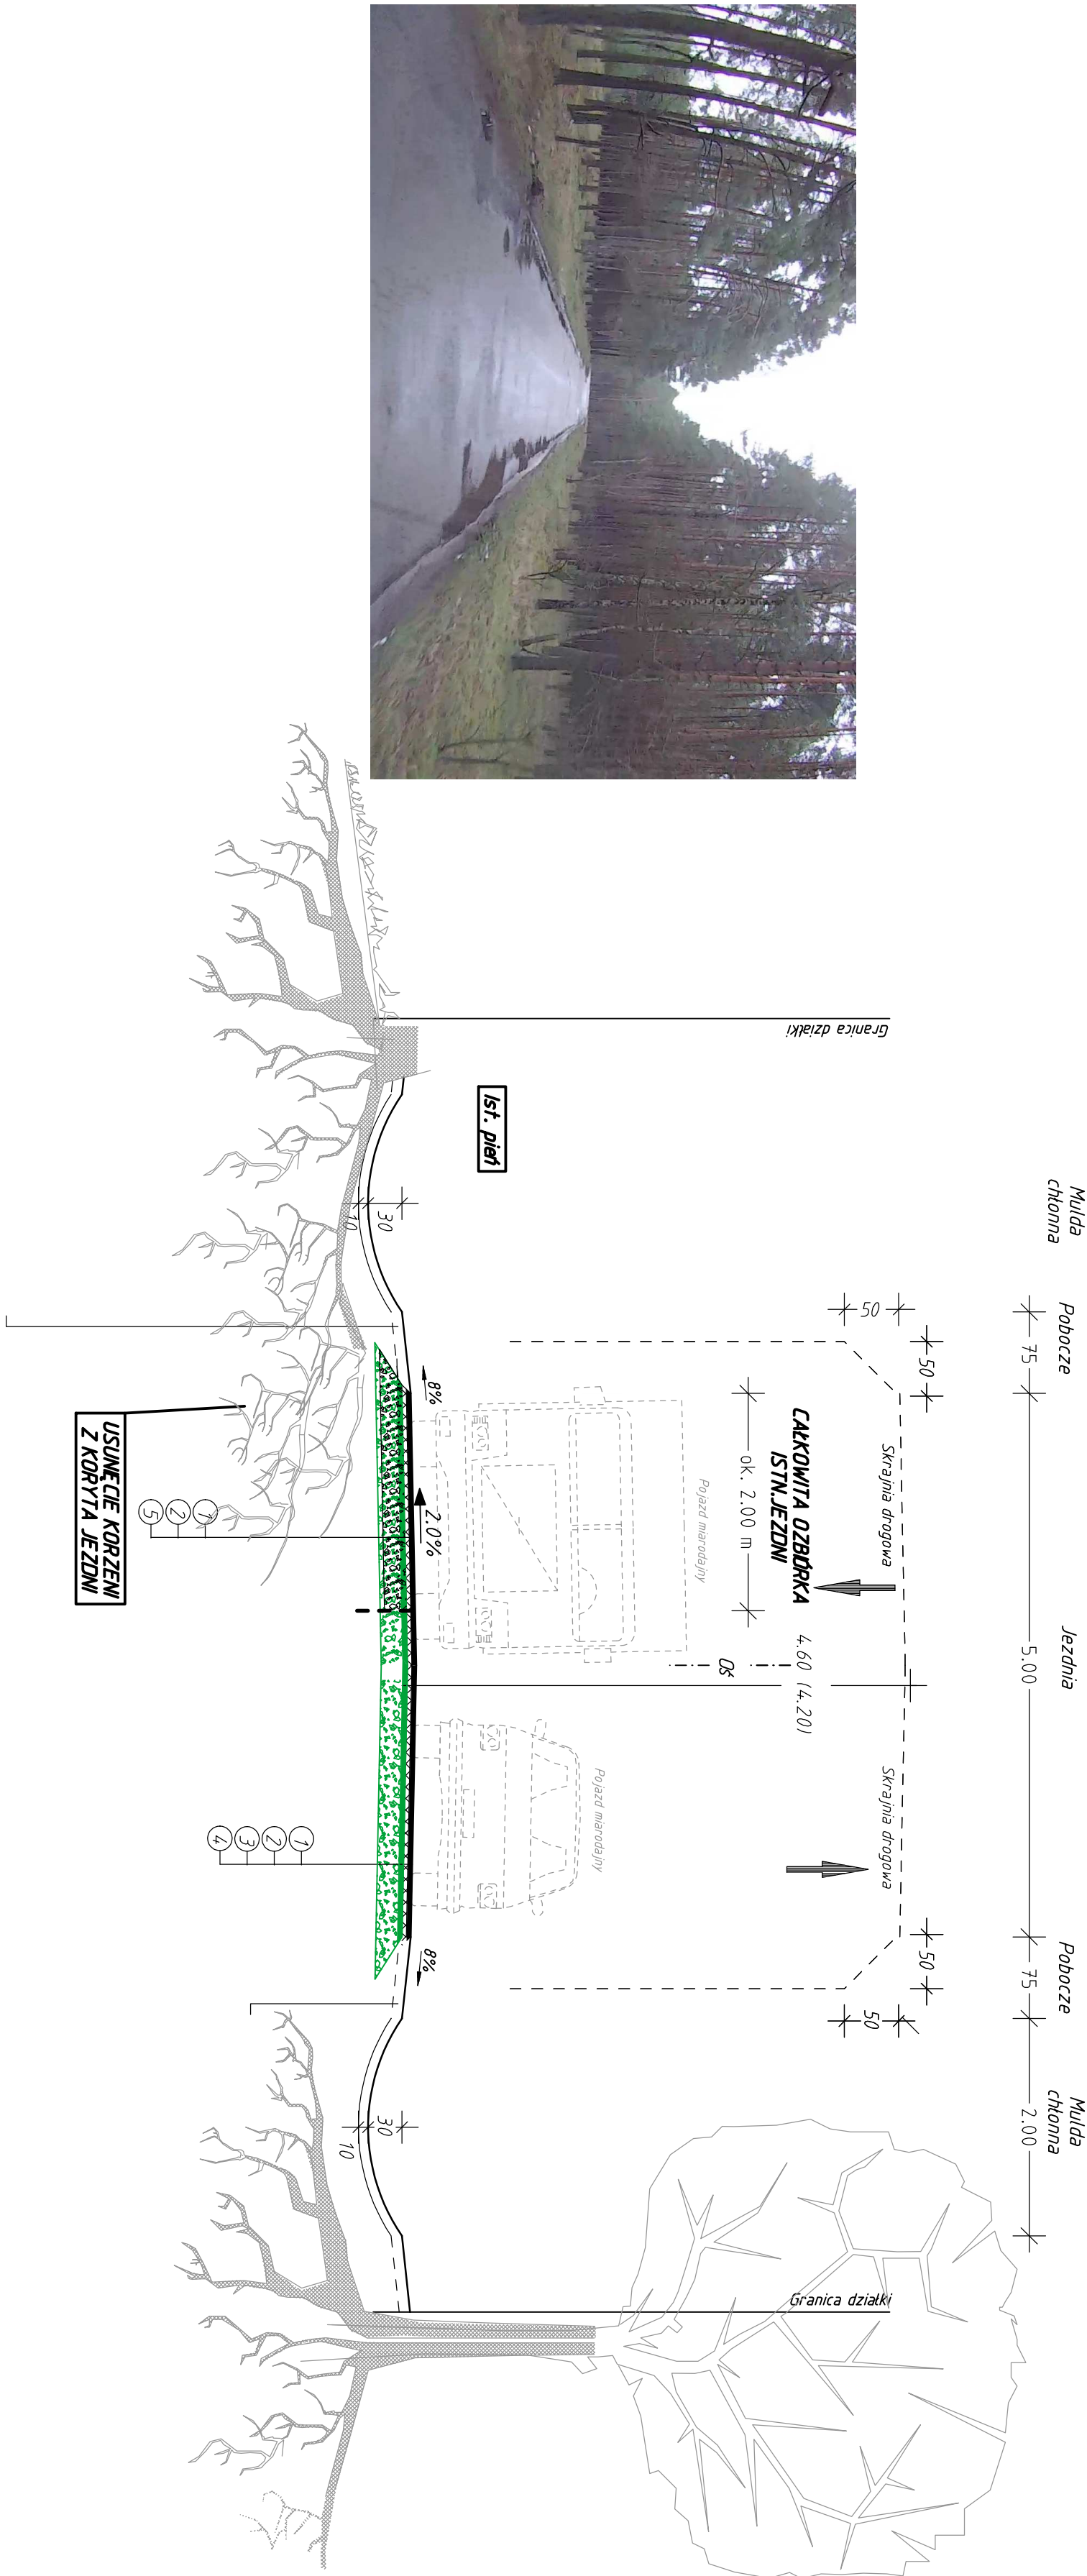 Mulda
chłonna
Pobocze
Jezdnia
Pobocze
Mulda
chłonna
75
5.00
75
2.00
50
50
50
50
Skrajnia drogowa
Skrajnia drogowa
Granica działki
Granica działki
CAŁKOWITA OZBIÓRKA
ISTN.JEZDNI
ok. 2.00 m
4.60 (4.20)
Oś
Pojazd miarodajny
Pojazd miarodajny
Ist. pień
8%
2.0%
8%
30
10
30
10
1
2
5
1
2
3
4
USUNĘCIE KORZENI
Z KORYTA JEZDNI